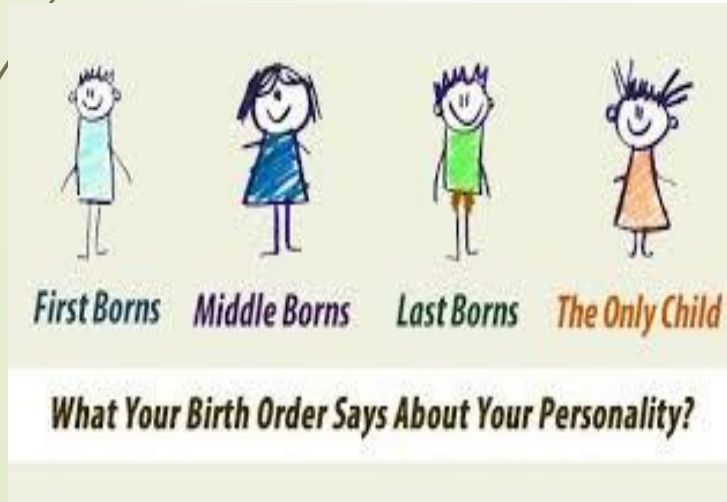 First Borns Middle Borns Last Borns The Only Child
What Your Birth Order Says About Your Personality?